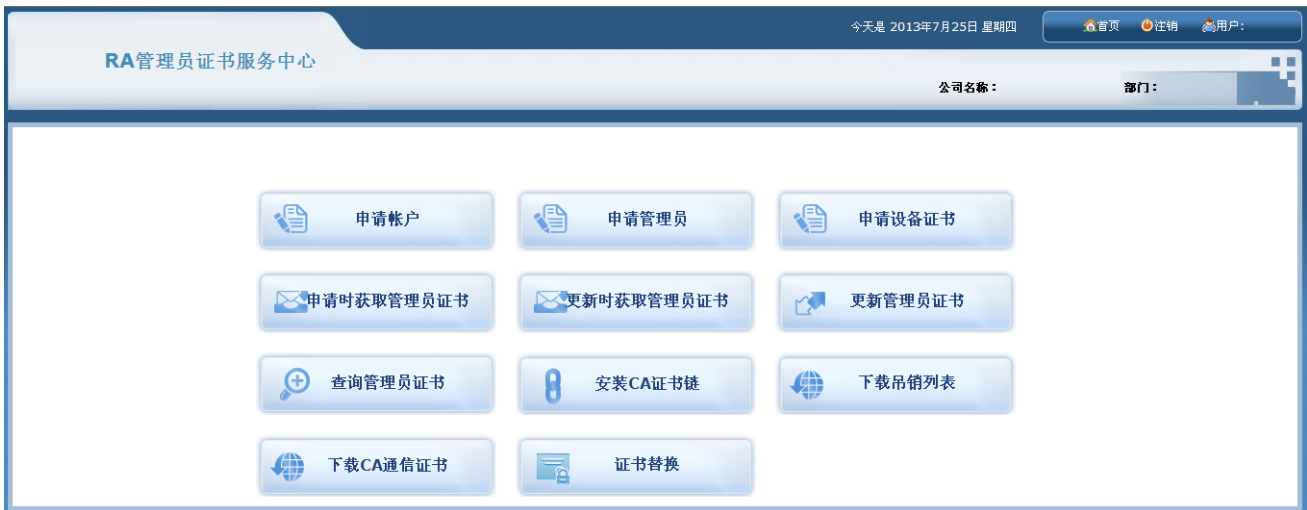 今天是 2013年7月25日 星期四 首页 注销 用户:
RA管理员证书服务中心
公司名称: 部门:
申请帐户 申请管理员 申请设备证书
申请时获取管理员证书 更新时获取管理员证书 更新管理员证书
查询管理员证书 安装CA证书链 下载吊销列表
下载CA通信证书 证书替换